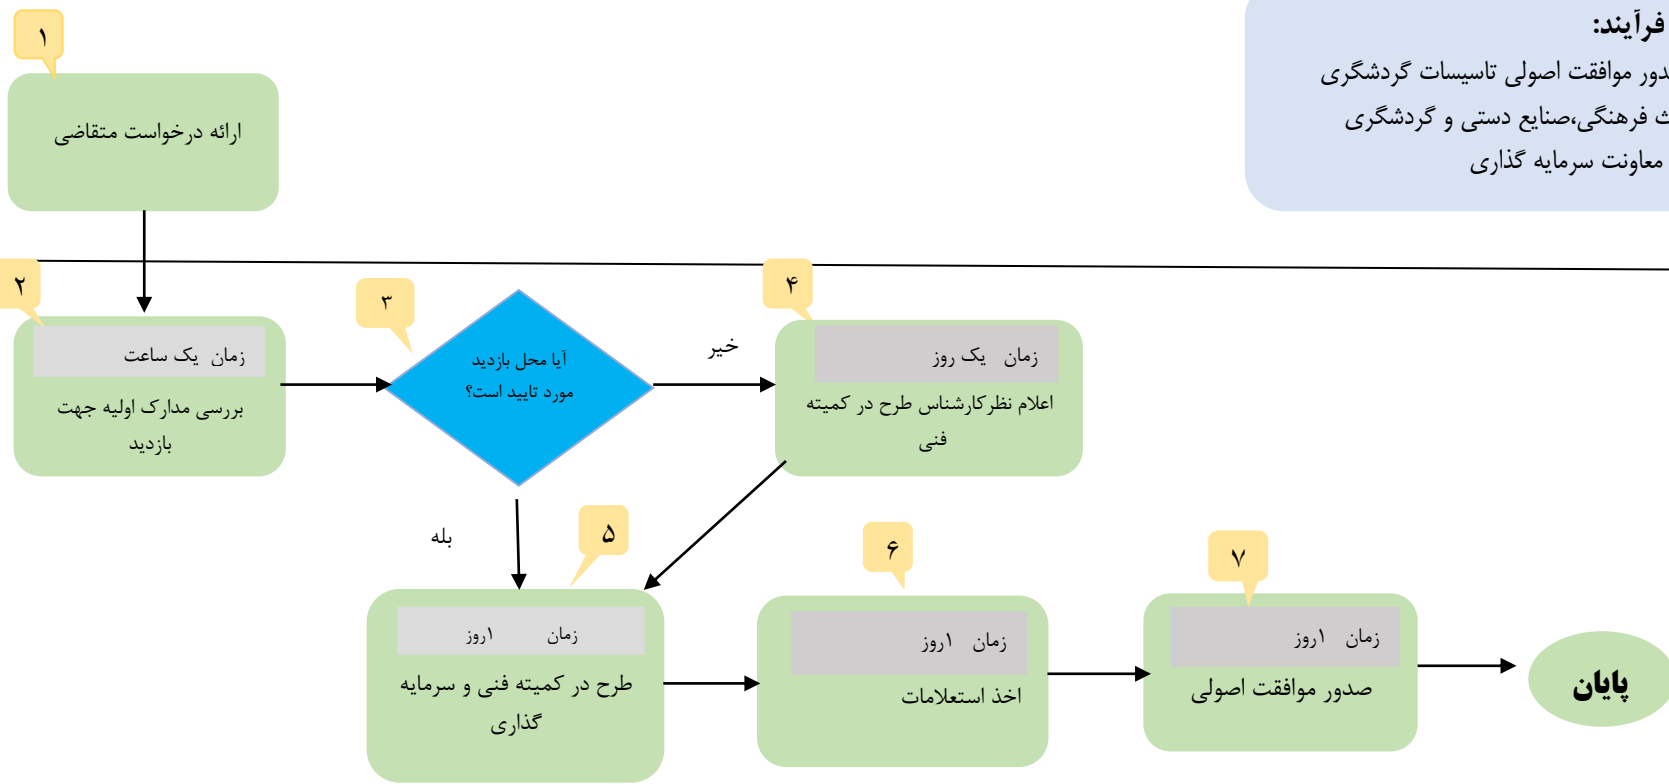 فرآیند:
موافقت اصولی تاسیسات گردشگری
فرهنگی،صنایع دستی و گردشگری
معاونت سرمایه گذاری
۱
ارائه درخواست متقاضی
۲
زمان یک ساعت
بررسی مدارک اولیه جهت
بازدید
۳
آیا محل بازدید
مورد تایید است؟
خیر
بله
۴
زمان یک روز
اعلام نظرکارشناس طرح در کمیته
فنی
۵
زمان ۱روز
طرح در کمیته فنی و سرمایه
گذاری
۶
زمان ۱روز
اخذ استعلامات
۷
زمان ۱روز
صدور موافقت اصولی
پایان